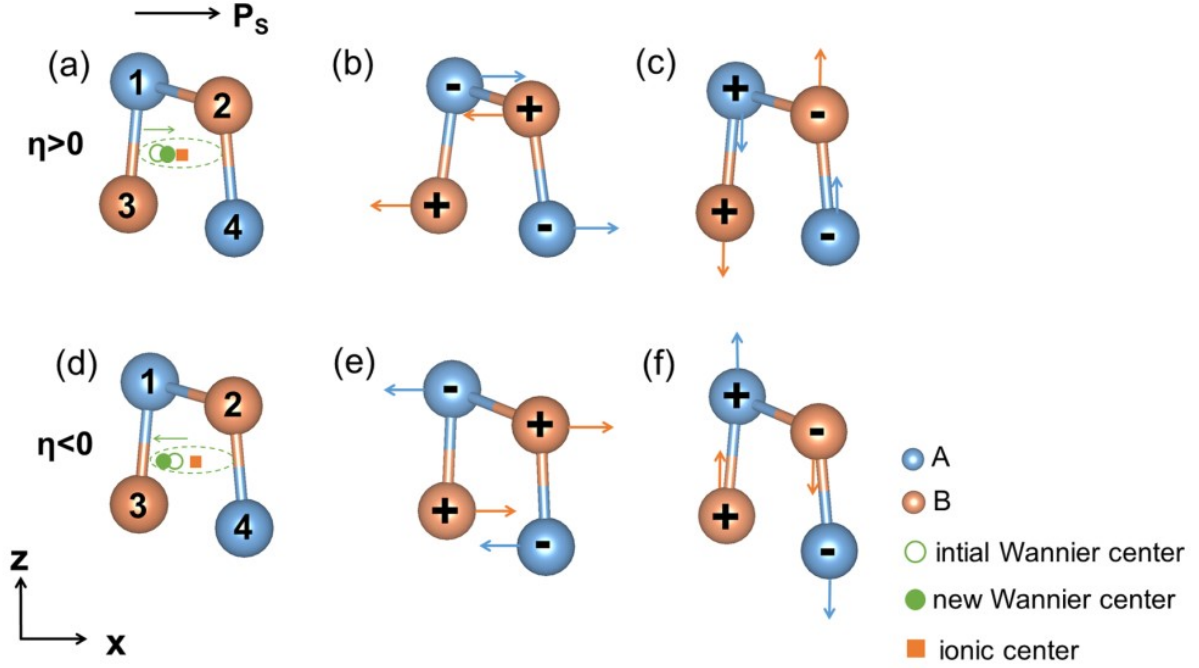 P_S
(a)
(b)
(c)
1
2
3
4
η>0
-
+
+
-
+
-
+
-
(d)
(e)
(f)
1
2
3
4
η<0
-
+
+
-
+
-
+
-
A
B
intial Wannier center
new Wannier center
ionic center
z
x